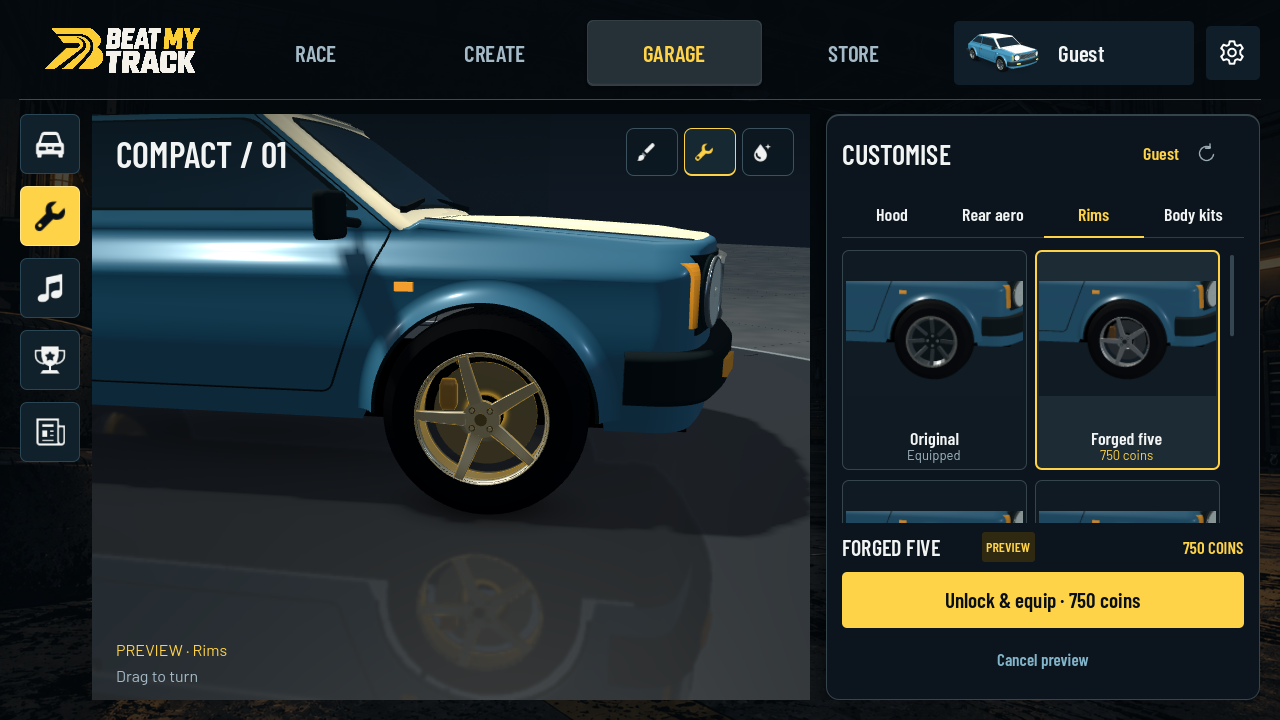 BEAT MY
TRACK
RACE
CREATE
GARAGE
STORE
Guest
COMPACT / 01
CUSTOMISE
Guest
Hood
Rear aero
Rims
Body kits
Original
Equipped
Forged five
750 coins
FORGED FIVE
PREVIEW
750 COINS
Unlock & equip · 750 coins
Cancel preview
PREVIEW · Rims
Drag to turn